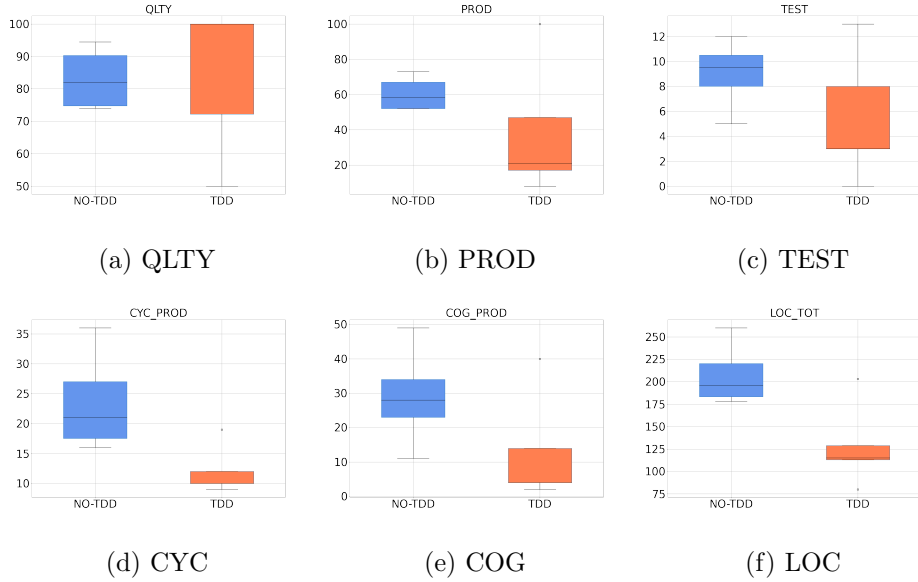 QLTY
100
90
80
70
60
50
NO-TDD TDD
(a) QLTY
PROD
100
80
60
40
20
NO-TDD TDD
(b) PROD
TEST
12
10
8
6
4
2
0
NO-TDD TDD
(c) TEST
CYC_PROD
35
30
25
20
15
10
NO-TDD TDD
(d) CYC
COG_PROD
50
40
30
20
10
0
NO-TDD TDD
(e) COG
LOC_TOT
250
225
200
175
150
125
100
75
NO-TDD TDD
(f) LOC